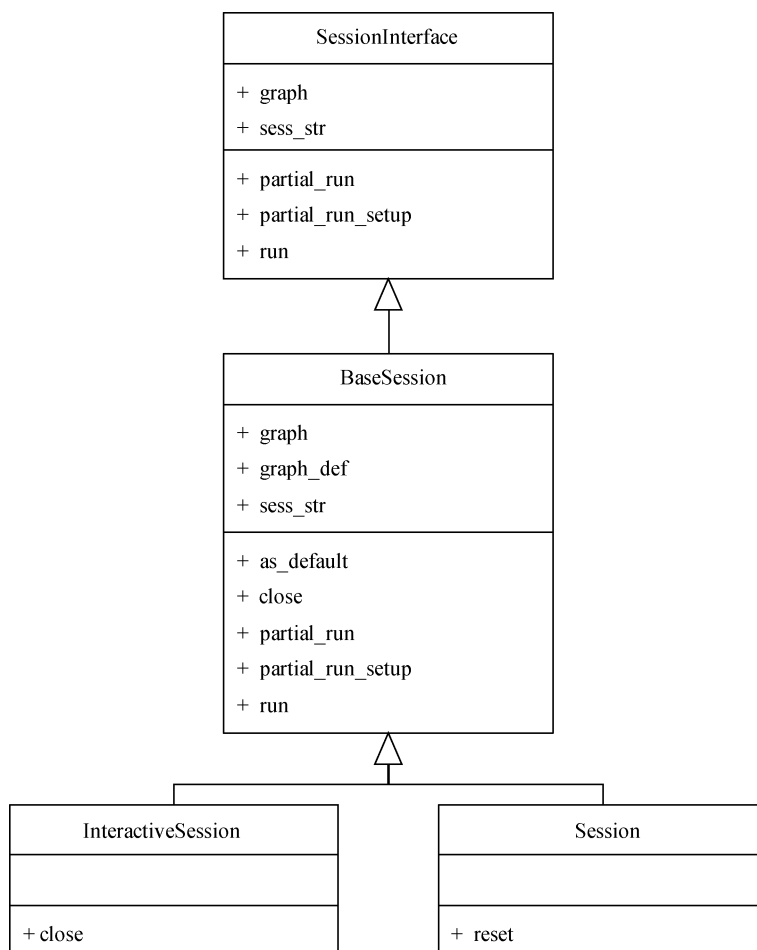 SessionInterface
+ graph
+ sess_str
+ partial_run
+ partial_run_setup
+ run
BaseSession
+ graph
+ graph_def
+ sess_str
+ as_default
+ close
+ partial_run
+ partial_run_setup
+ run
InteractiveSession
+ close
Session
+ reset